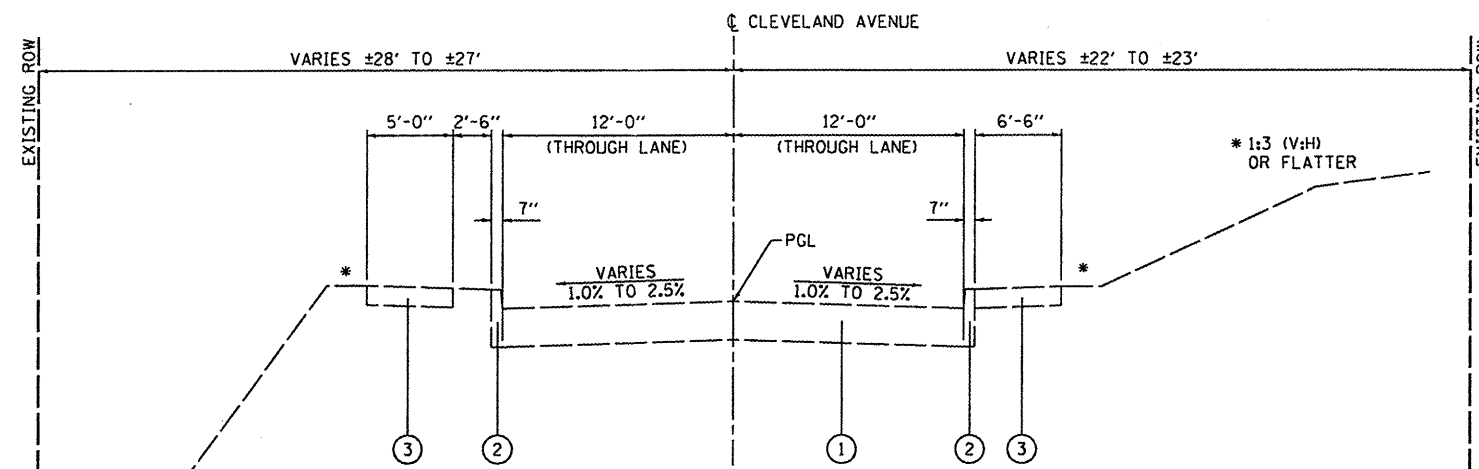 ℄ CLEVELAND AVENUE
EXISTING ROW
VARIES ±28' TO ±27'
VARIES ±22' TO ±23'
EXISTING ROW
5'-0" 2'-6" 12'-0" 12'-0" 6'-6"
(THROUGH LANE) (THROUGH LANE)
* 1:3 (V:H)
OR FLATTER
7" 7"
PGL
* VARIES VARIES *
1.0% TO 2.5% 1.0% TO 2.5%
3 2 1 2 3